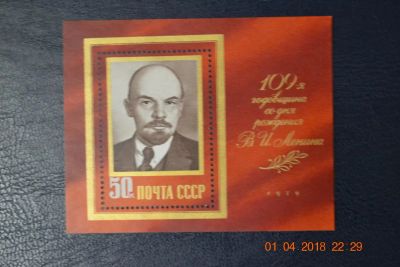 109-я
годовщина
со дня
рождения
В. И. Ленина
1979
50к
ПОЧТА СССР
01 04 2018 22 29